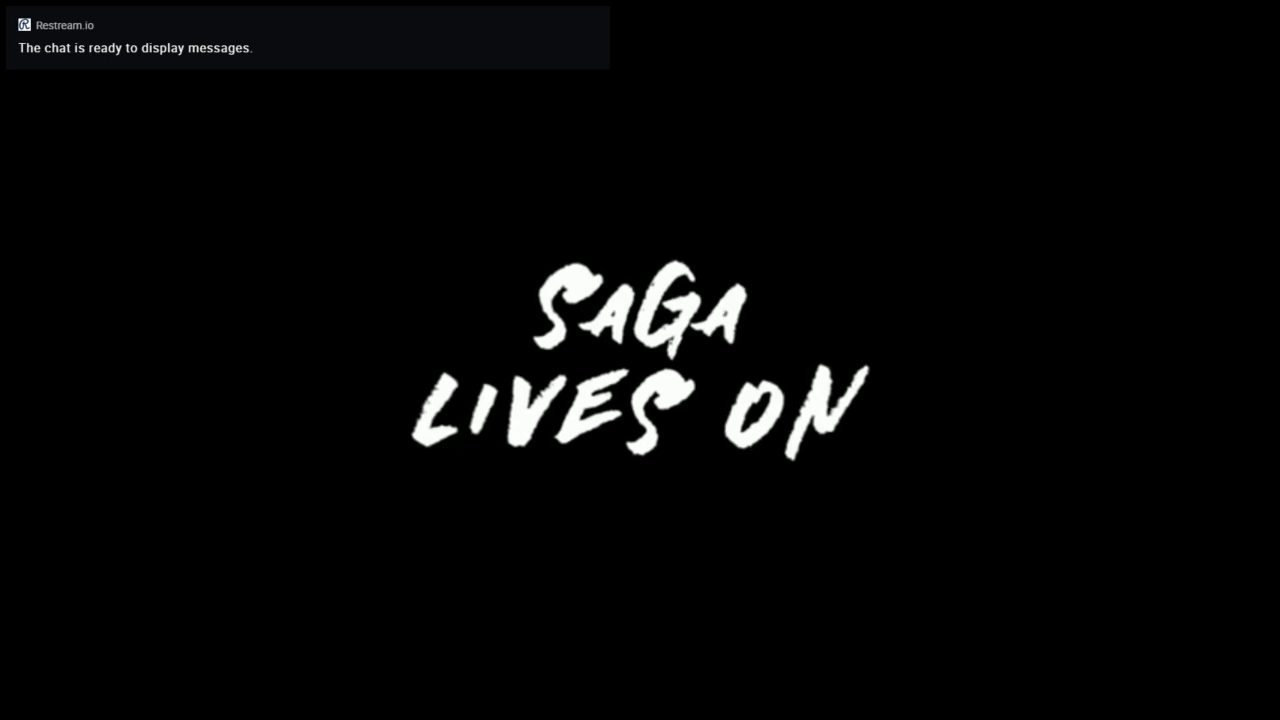 Restream.io
The chat is ready to display messages.
SAGA
LIVES ON